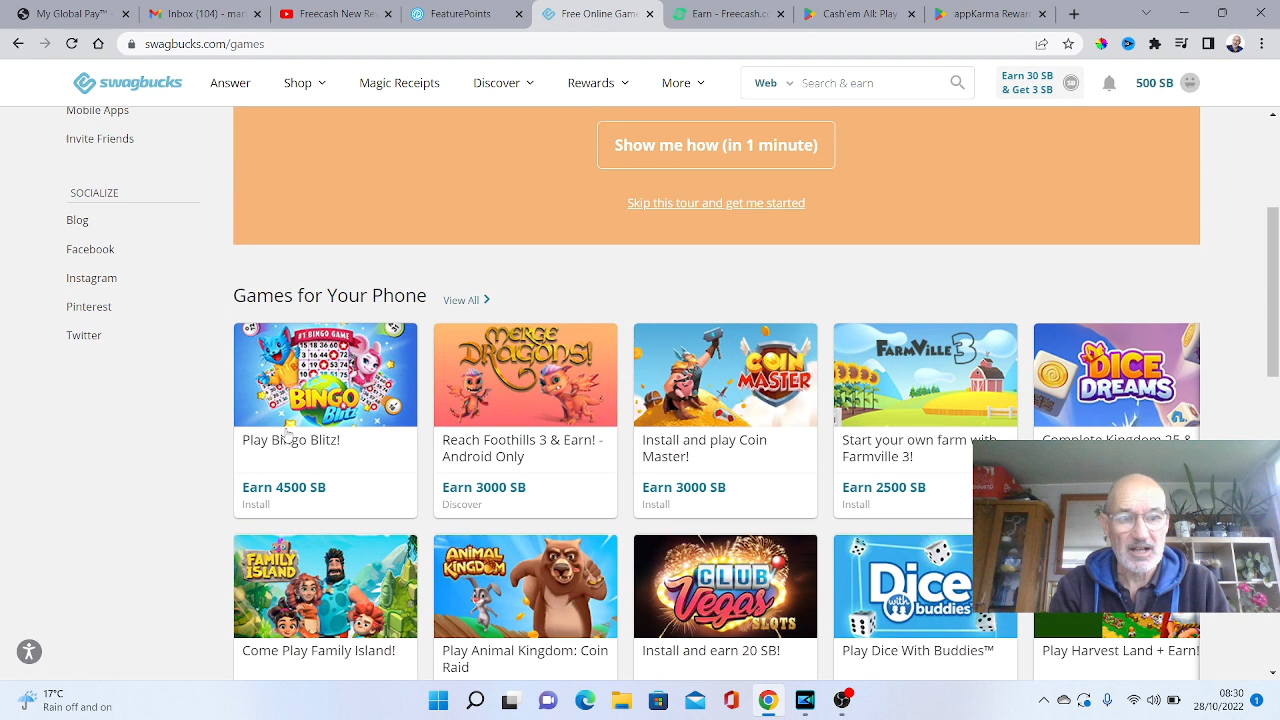 Inbox (104) - em
Freecash New Re
(2) FeaturePoints
Free Online Gam
Earn - Freecash.c
Cash All Play
appKarma Rewar
swagbucks.com/games
swagbucks
Answer
Shop
Magic Receipts
Discover
Rewards
More
Web
Search & earn
Earn 30 SB
& Get 3 SB
500 SB
Mobile Apps
Invite Friends
SOCIALIZE
Blog
Facebook
Instagram
Pinterest
Twitter
Show me how (in 1 minute)
Skip this tour and get me started
Games for Your Phone
View All
#1 BINGO GAME
BINGO
Blitz
MERGE
DRAGONS!
COIN
MASTER
FARMVILLE 3
DICE
DREAMS
Play Bingo Blitz!
Earn 4500 SB
Install
Reach Foothills 3 & Earn! -
Android Only
Earn 3000 SB
Discover
Install and play Coin
Master!
Earn 3000 SB
Install
Start your own farm with
Farmville 3!
Earn 2500 SB
Install
Complete Kingdom 25 &
FAMILY
ISLAND
ANIMAL
KINGDOM
CLUB
Vegas
SLOTS
Dice
with
buddies
Come Play Family Island!
Play Animal Kingdom: Coin
Raid
Install and earn 20 SB!
Play Dice With Buddies™
Play Harvest Land + Earn!
17°C
Rain off and
08:30
28/10/2022
1